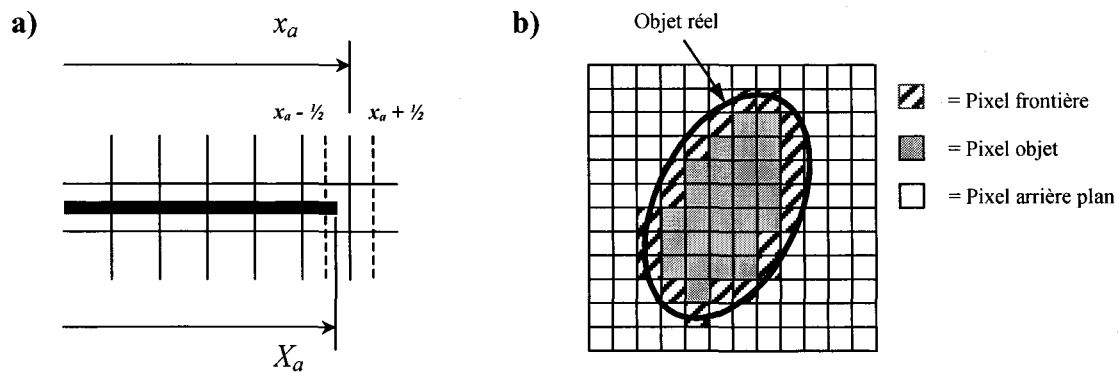 a)
x_a
x_a - ½
x_a + ½
X_a
b)
Objet réel
= Pixel frontière
= Pixel objet
= Pixel arrière plan